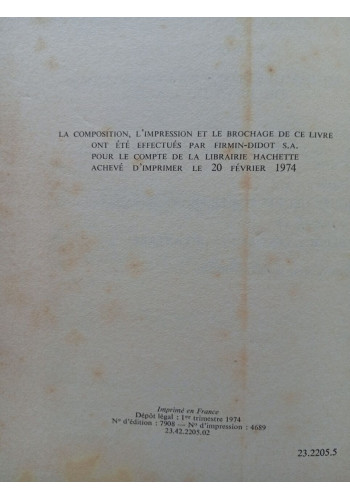 LA COMPOSITION, L'IMPRESSION ET LE BROCHAGE DE CE LIVRE
ONT ÉTÉ EFFECTUÉS PAR FIRMIN-DIDOT S.A.
POUR LE COMPTE DE LA LIBRAIRIE HACHETTE
ACHEVÉ D'IMPRIMER LE 20 FÉVRIER 1974
Imprimé en France
Dépôt légal : 1er trimestre 1974
N° d'édition : 7908 — N° d'impression : 4689
23.42.2205.02
23.2205.5